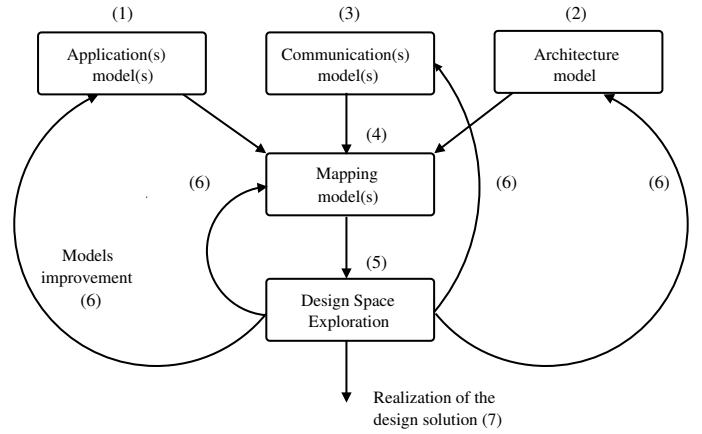 (1)
(3)
(2)
Application(s)
model(s)
Communication(s)
model(s)
Architecture
model
(4)
Mapping
model(s)
(6)
(6)
(6)
Models
improvement
(6)
(5)
Design Space
Exploration
Realization of the
design solution (7)